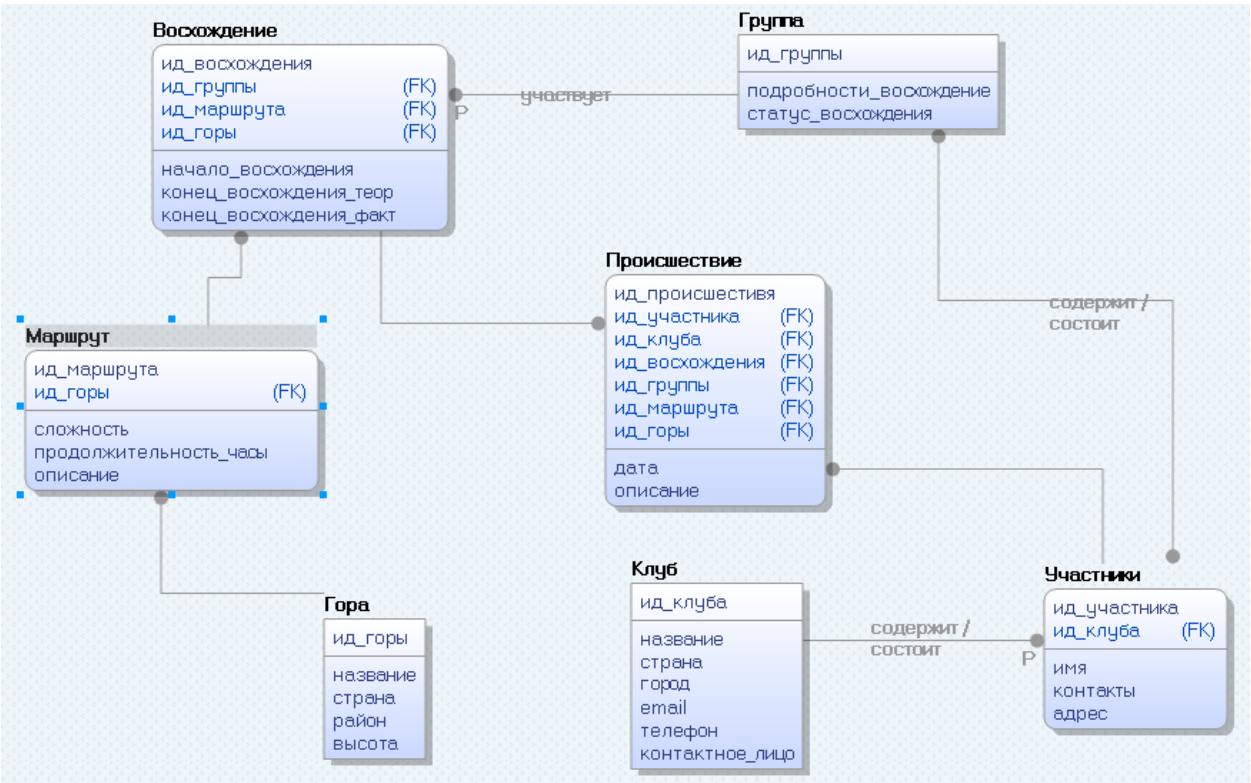 Восхождение
ид_восхождения
ид_группы (FK)
ид_маршрута (FK)
ид_горы (FK)
начало_восхождения
конец_восхождения_теор
конец_восхождения_факт
участвует
P
Группа
ид_группы
подробности_восхождение
статус_восхождения
Происшествие
ид_происшестивя
ид_участника (FK)
ид_клуба (FK)
ид_восхождения (FK)
ид_группы (FK)
ид_маршрута (FK)
ид_горы (FK)
дата
описание
содержит /
состоит
Маршрут
ид_маршрута
ид_горы (FK)
сложность
продолжительность_часы
описание
Гора
ид_горы
название
страна
район
высота
Клуб
ид_клуба
название
страна
город
email
телефон
контактное_лицо
содержит /
состоит
P
Участники
ид_участника
ид_клуба (FK)
имя
контакты
адрес